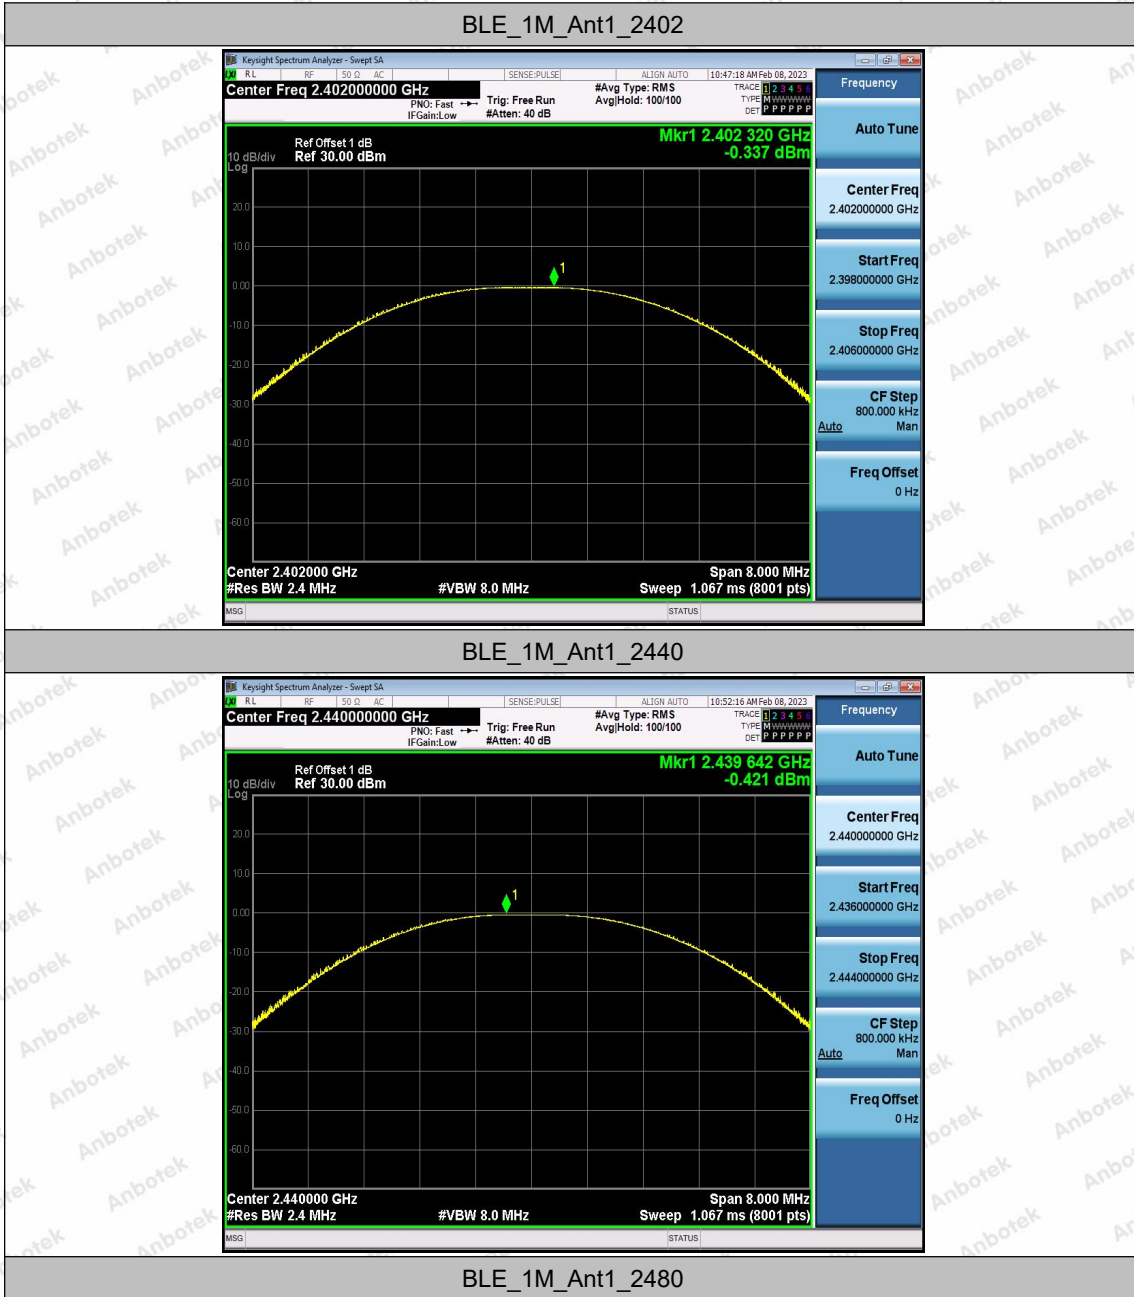 BLE_1M_Ant1_2402
Keysight Spectrum Analyzer - Swept SA
LXI RL RF 50 Ω AC SENSE:PULSE ALIGN AUTO 10:47:18 AM Feb 08, 2023
Center Freq 2.402000000 GHz
PNO: Fast
IFGain:Low
Trig: Free Run
#Atten: 40 dB
#Avg Type: RMS
Avg|Hold: 100/100
TRACE 1 2 3 4 5 6
TYPE M WWWWW
DET P P P P P P
Frequency
Auto Tune
Center Freq
2.402000000 GHz
Start Freq
2.398000000 GHz
Stop Freq
2.406000000 GHz
CF Step
800.000 kHz
Auto Man
Freq Offset
0 Hz
Mkr1 2.402 320 GHz
-0.337 dBm
Ref Offset 1 dB
10 dB/div Ref 30.00 dBm
Log
20.0
10.0
0.00
-10.0
-20.0
-30.0
-40.0
-50.0
-60.0
1
Center 2.402000 GHz Span 8.000 MHz
#Res BW 2.4 MHz #VBW 8.0 MHz Sweep 1.067 ms (8001 pts)
MSG STATUS
BLE_1M_Ant1_2440
Keysight Spectrum Analyzer - Swept SA
LXI RL RF 50 Ω AC SENSE:PULSE ALIGN AUTO 10:52:16 AM Feb 08, 2023
Center Freq 2.440000000 GHz
PNO: Fast
IFGain:Low
Trig: Free Run
#Atten: 40 dB
#Avg Type: RMS
Avg|Hold: 100/100
TRACE 1 2 3 4 5 6
TYPE M WWWWW
DET P P P P P P
Frequency
Auto Tune
Center Freq
2.440000000 GHz
Start Freq
2.436000000 GHz
Stop Freq
2.444000000 GHz
CF Step
800.000 kHz
Auto Man
Freq Offset
0 Hz
Mkr1 2.439 642 GHz
-0.421 dBm
Ref Offset 1 dB
10 dB/div Ref 30.00 dBm
Log
20.0
10.0
0.00
-10.0
-20.0
-30.0
-40.0
-50.0
-60.0
1
Center 2.440000 GHz Span 8.000 MHz
#Res BW 2.4 MHz #VBW 8.0 MHz Sweep 1.067 ms (8001 pts)
MSG STATUS
BLE_1M_Ant1_2480
Anbotek